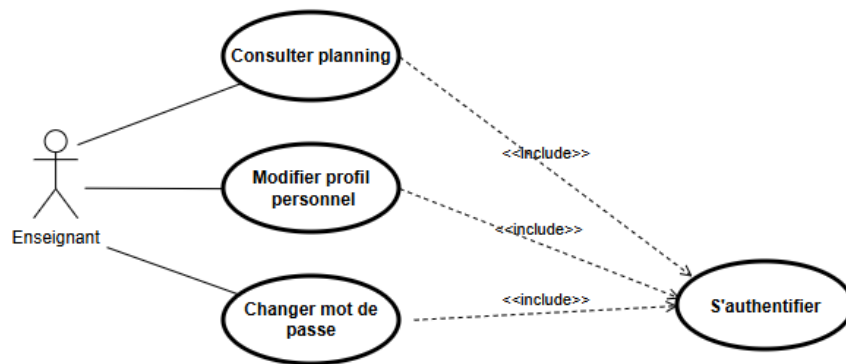 Consulter planning
<<include>>
Modifier profil
personnel
<<include>>
Enseignant
Changer mot de
passe
<<include>>
S'authentifier